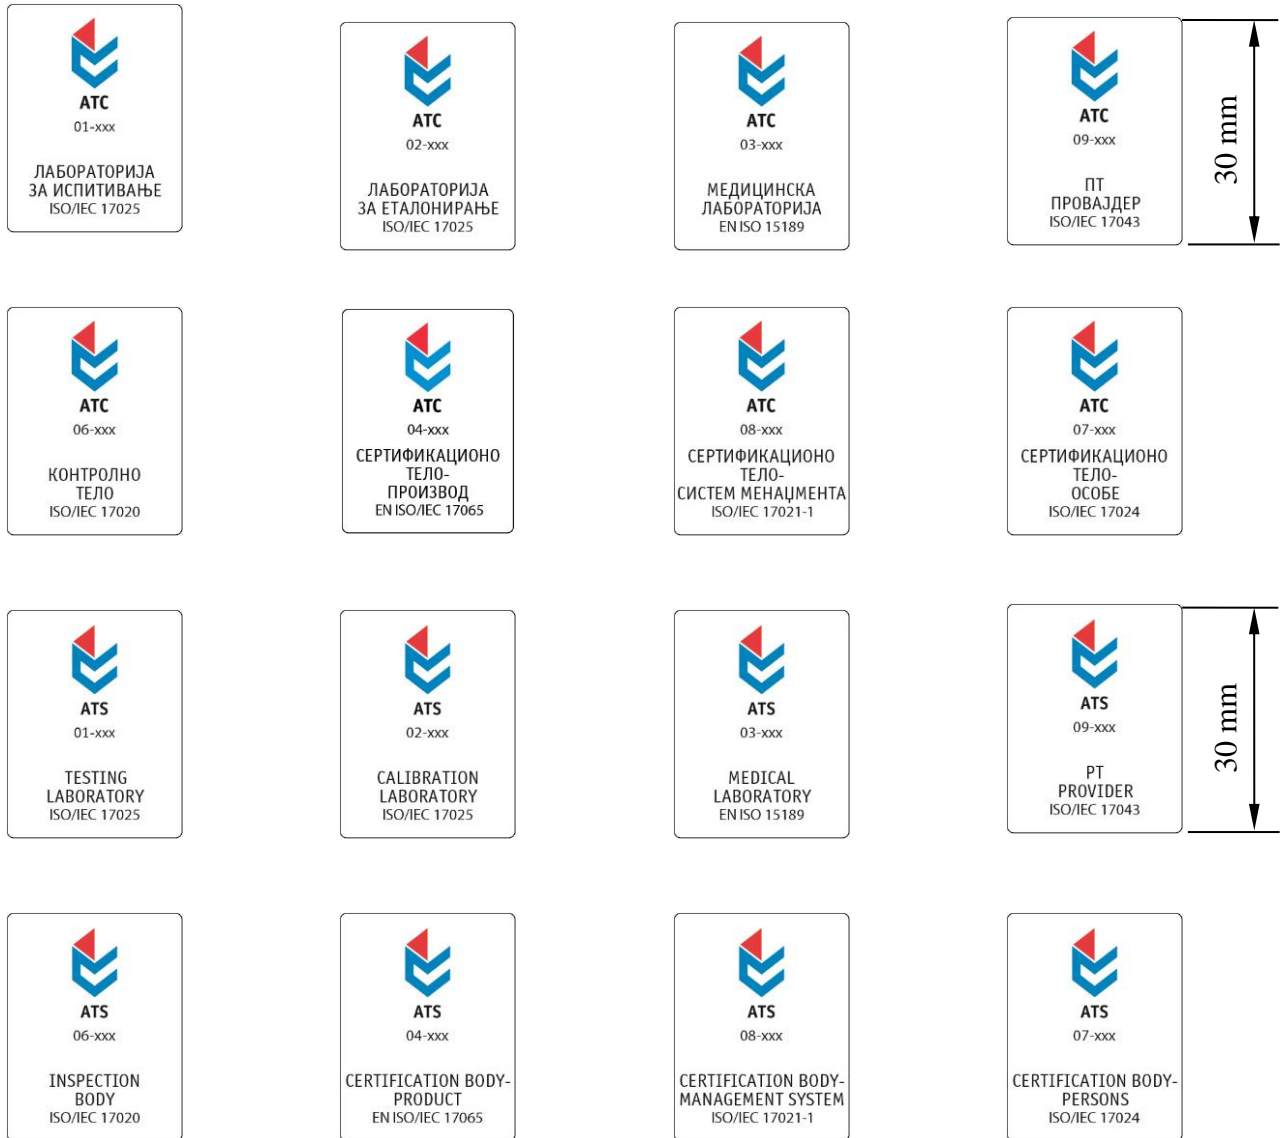 АТС
01-xxx
ЛАБОРАТОРИЈА
ЗА ИСПИТИВАЊЕ
ISO/IEC 17025
АТС
02-xxx
ЛАБОРАТОРИЈА
ЗА ЕТАЛОНИРАЊЕ
ISO/IEC 17025
АТС
03-xxx
МЕДИЦИНСКА
ЛАБОРАТОРИЈА
EN ISO 15189
АТС
09-xxx
ПТ
ПРОВАЈДЕР
ISO/IEC 17043
30 mm
АТС
06-xxx
КОНТРОЛНО
ТЕЛО
ISO/IEC 17020
АТС
04-xxx
СЕРТИФИКАЦИОНО
ТЕЛО-
ПРОИЗВОД
EN ISO/IEC 17065
АТС
08-xxx
СЕРТИФИКАЦИОНО
ТЕЛО-
СИСТЕМ МЕНАЏМЕНТА
ISO/IEC 17021-1
АТС
07-xxx
СЕРТИФИКАЦИОНО
ТЕЛО-
ОСОБЕ
ISO/IEC 17024
ATS
01-xxx
TESTING
LABORATORY
ISO/IEC 17025
ATS
02-xxx
CALIBRATION
LABORATORY
ISO/IEC 17025
ATS
03-xxx
MEDICAL
LABORATORY
EN ISO 15189
ATS
09-xxx
PT
PROVIDER
ISO/IEC 17043
30 mm
ATS
06-xxx
INSPECTION
BODY
ISO/IEC 17020
ATS
04-xxx
CERTIFICATION BODY-
PRODUCT
EN ISO/IEC 17065
ATS
08-xxx
CERTIFICATION BODY-
MANAGEMENT SYSTEM
ISO/IEC 17021-1
ATS
07-xxx
CERTIFICATION BODY-
PERSONS
ISO/IEC 17024